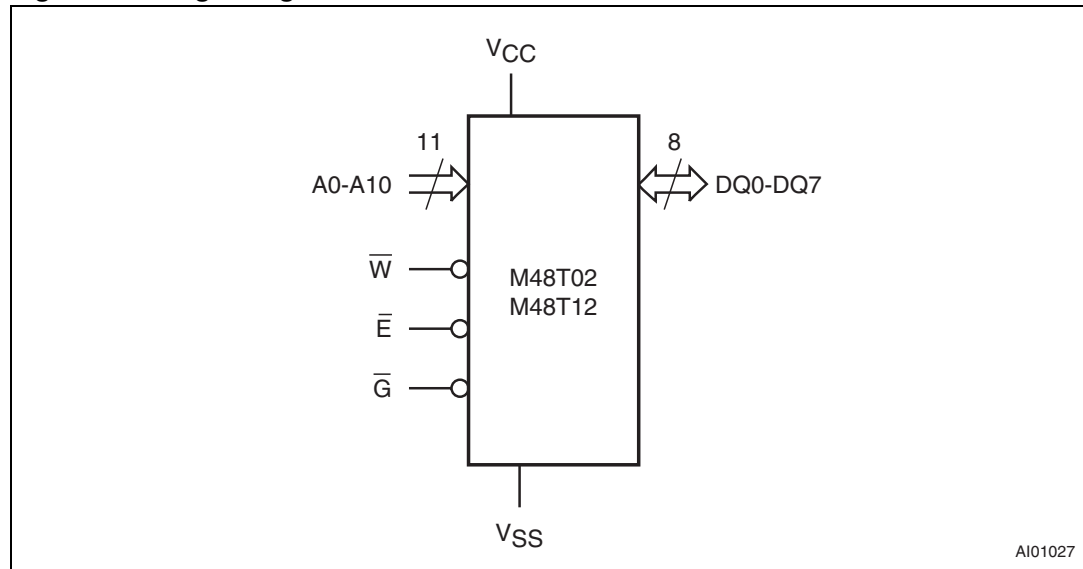 VCC
11
8
A0-A10
DQ0-DQ7
W̅
M48T02
M48T12
E̅
G̅
VSS
AI01027